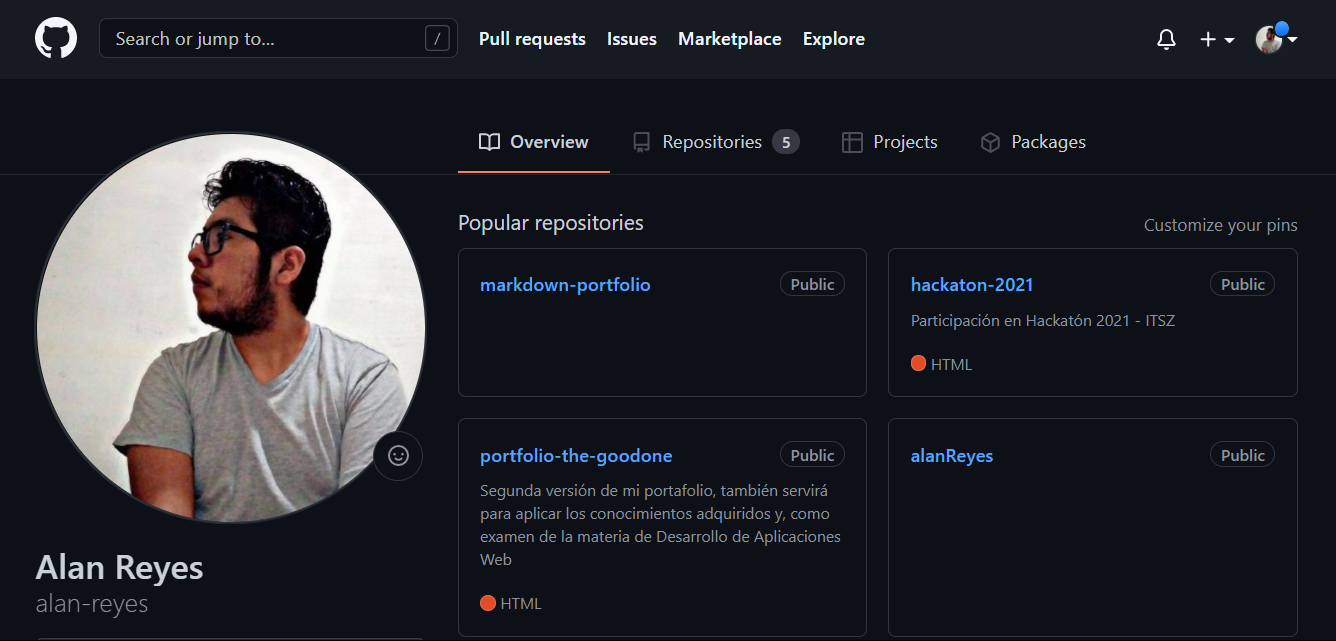 Search or jump to... /
Pull requests
Issues
Marketplace
Explore
Overview
Repositories 5
Projects
Packages
Popular repositories
Customize your pins
markdown-portfolio Public
hackaton-2021 Public
Participación en Hackatón 2021 - ITSZ
HTML
portfolio-the-goodone Public
Segunda versión de mi portafolio, también servirá
para aplicar los conocimientos adquiridos y, como
examen de la materia de Desarrollo de Aplicaciones
Web
HTML
alanReyes Public
Alan Reyes
alan-reyes